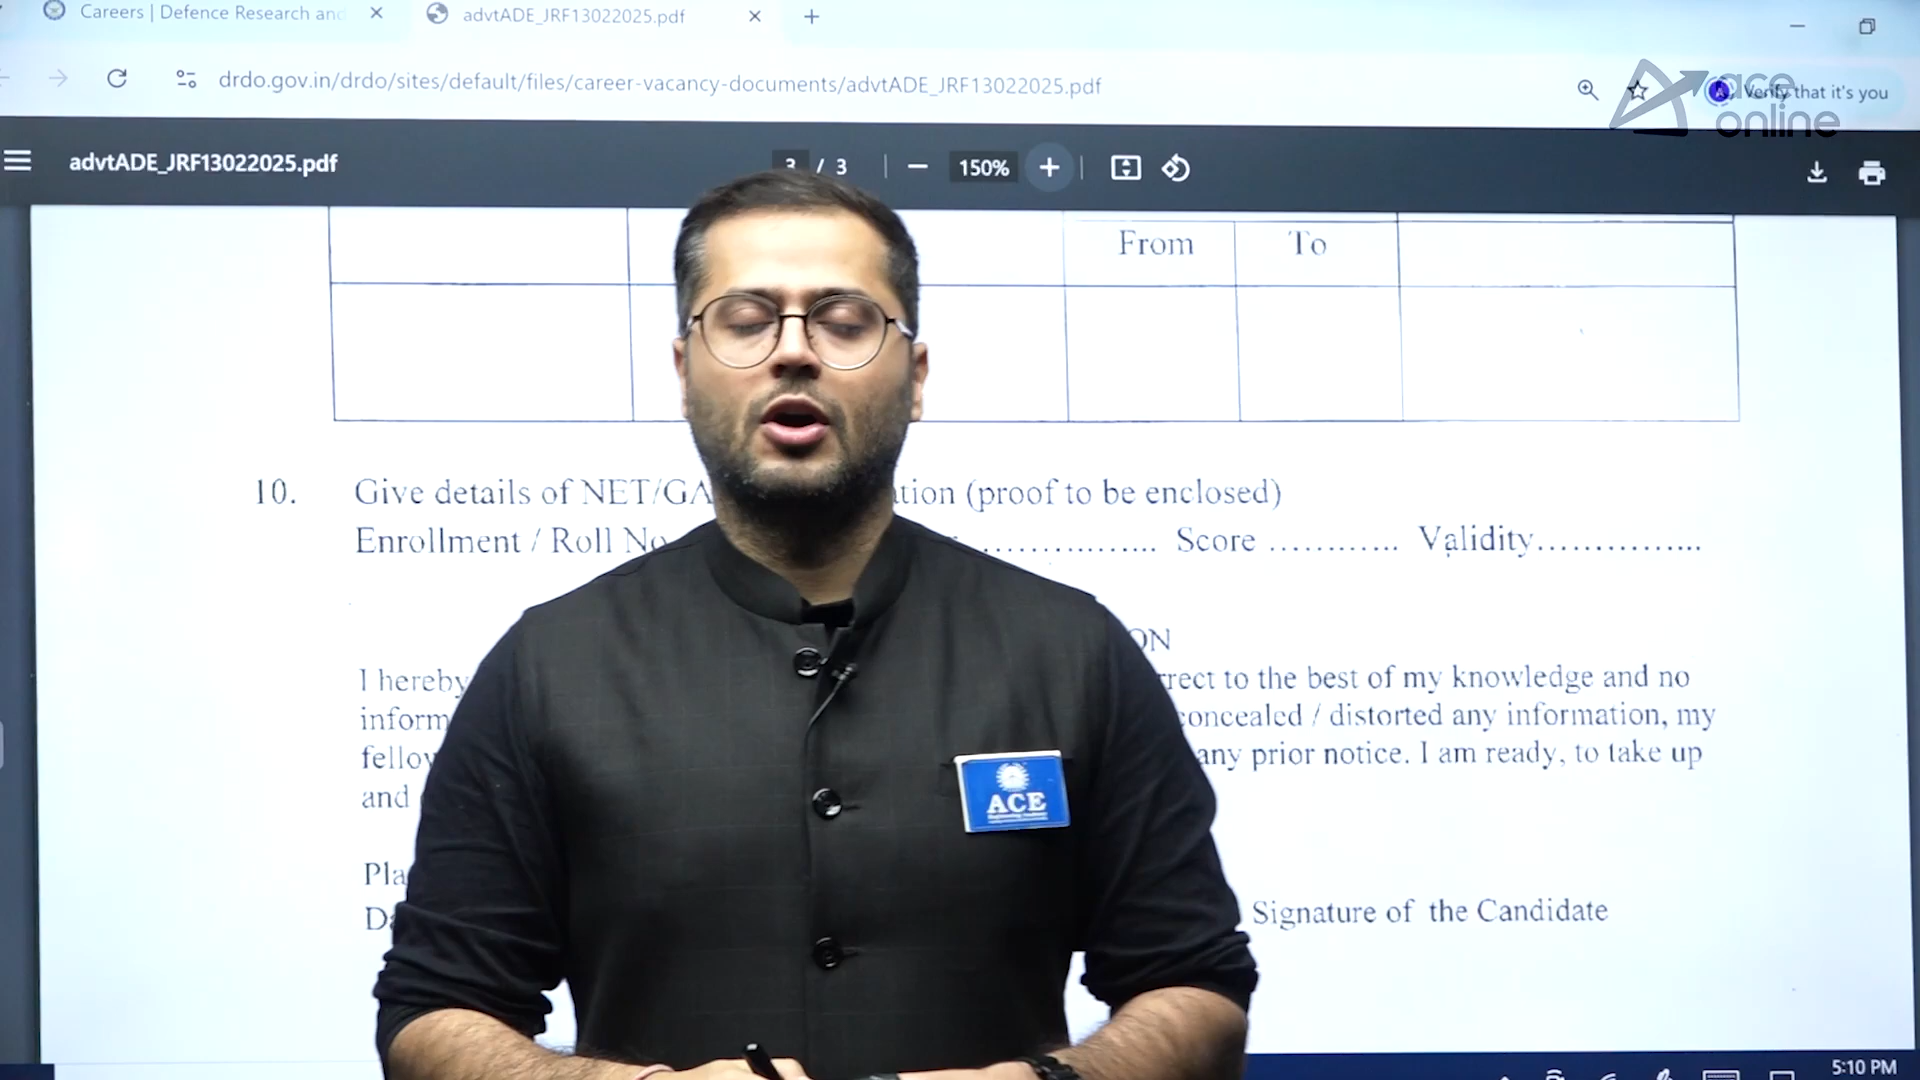 Careers | Defence Research and
advtADE_JRF13022025.pdf
drdo.gov.in/drdo/sites/default/files/career-vacancy-documents/advtADE_JRF13022025.pdf
Verify that it's you
ace
online
advtADE_JRF13022025.pdf
3 / 3
150%
From To
10. Give details of NET/GA tion (proof to be enclosed)
Enrollment / Roll No ................... Score ............ Validity...............
ON
I hereby rrect to the best of my knowledge and no
inform concealed / distorted any information, my
fellow any prior notice. I am ready, to take up
and
Pla
Da Signature of the Candidate
ACE
5:10 PM